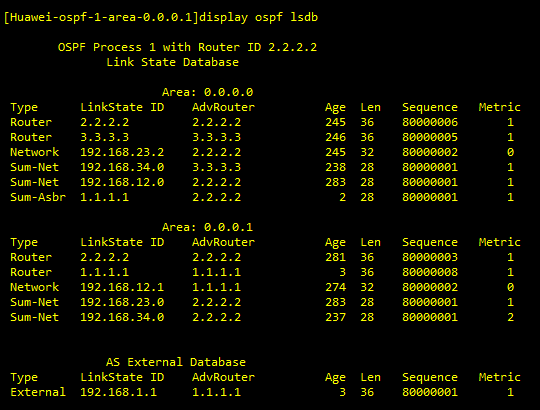 [Huawei-ospf-1-area-0.0.0.1]display ospf lsdb
OSPF Process 1 with Router ID 2.2.2.2
Link State Database
Area: 0.0.0.0
Type LinkState ID AdvRouter Age Len Sequence Metric
Router 2.2.2.2 2.2.2.2 245 36 80000006 1
Router 3.3.3.3 3.3.3.3 246 36 80000005 1
Network 192.168.23.2 2.2.2.2 245 32 80000002 0
Sum-Net 192.168.34.0 3.3.3.3 238 28 80000001 1
Sum-Net 192.168.12.0 2.2.2.2 283 28 80000001 1
Sum-Asbr 1.1.1.1 2.2.2.2 2 28 80000001 1
Area: 0.0.0.1
Type LinkState ID AdvRouter Age Len Sequence Metric
Router 2.2.2.2 2.2.2.2 281 36 80000003 1
Router 1.1.1.1 1.1.1.1 3 36 80000008 1
Network 192.168.12.1 1.1.1.1 274 32 80000002 0
Sum-Net 192.168.23.0 2.2.2.2 283 28 80000001 1
Sum-Net 192.168.34.0 2.2.2.2 237 28 80000001 2
AS External Database
Type LinkState ID AdvRouter Age Len Sequence Metric
External 192.168.1.1 1.1.1.1 3 36 80000001 1